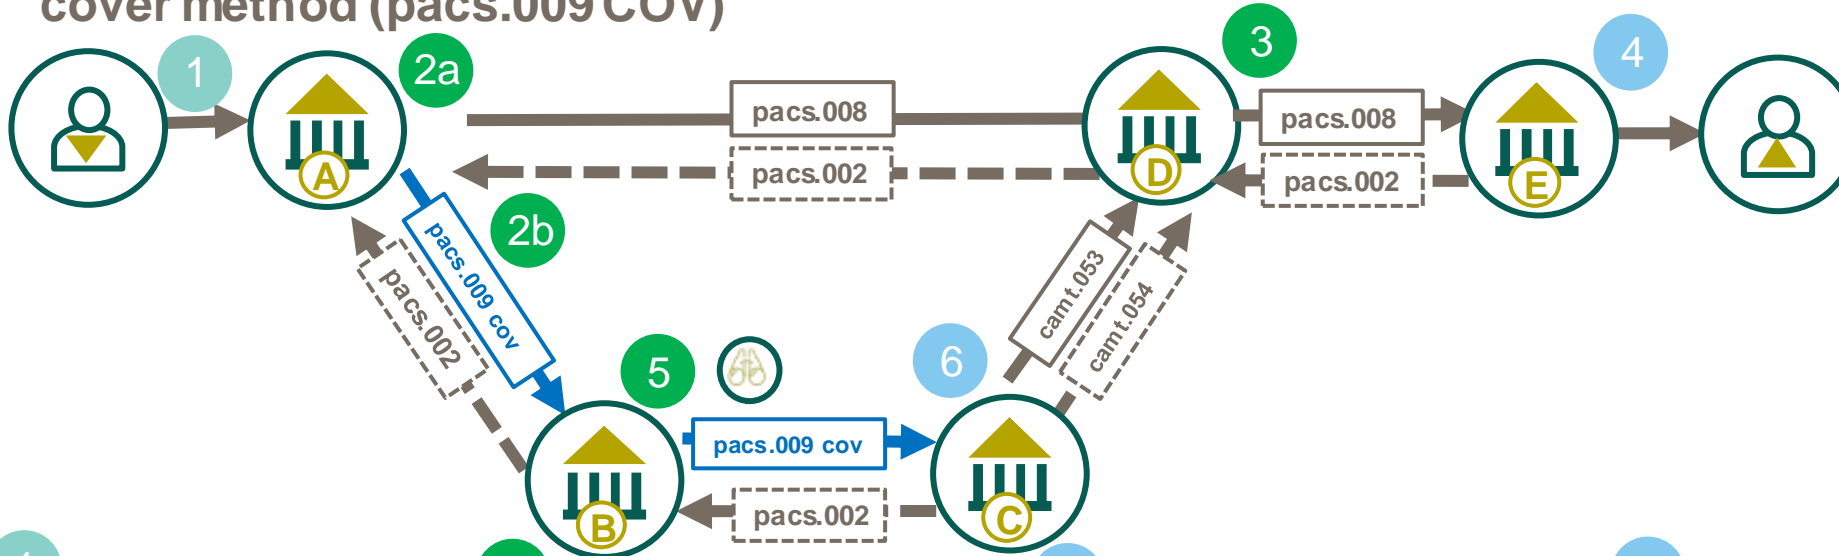 cover method (pacs.009 COV)
1
2a
3
4
pacs.008
pacs.008
pacs.002
pacs.002
A
D
E
2b
pacs.009 cov
pacs.002
camt.053
camt.054
5
6
pacs.009 cov
pacs.002
B
C